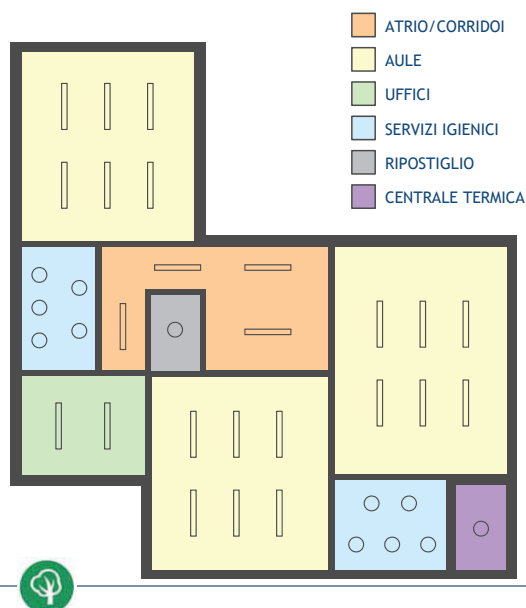 ATRIO/CORRIDOI
AULE
UFFICI
SERVIZI IGIENICI
RIPOSTIGLIO
CENTRALE TERMICA